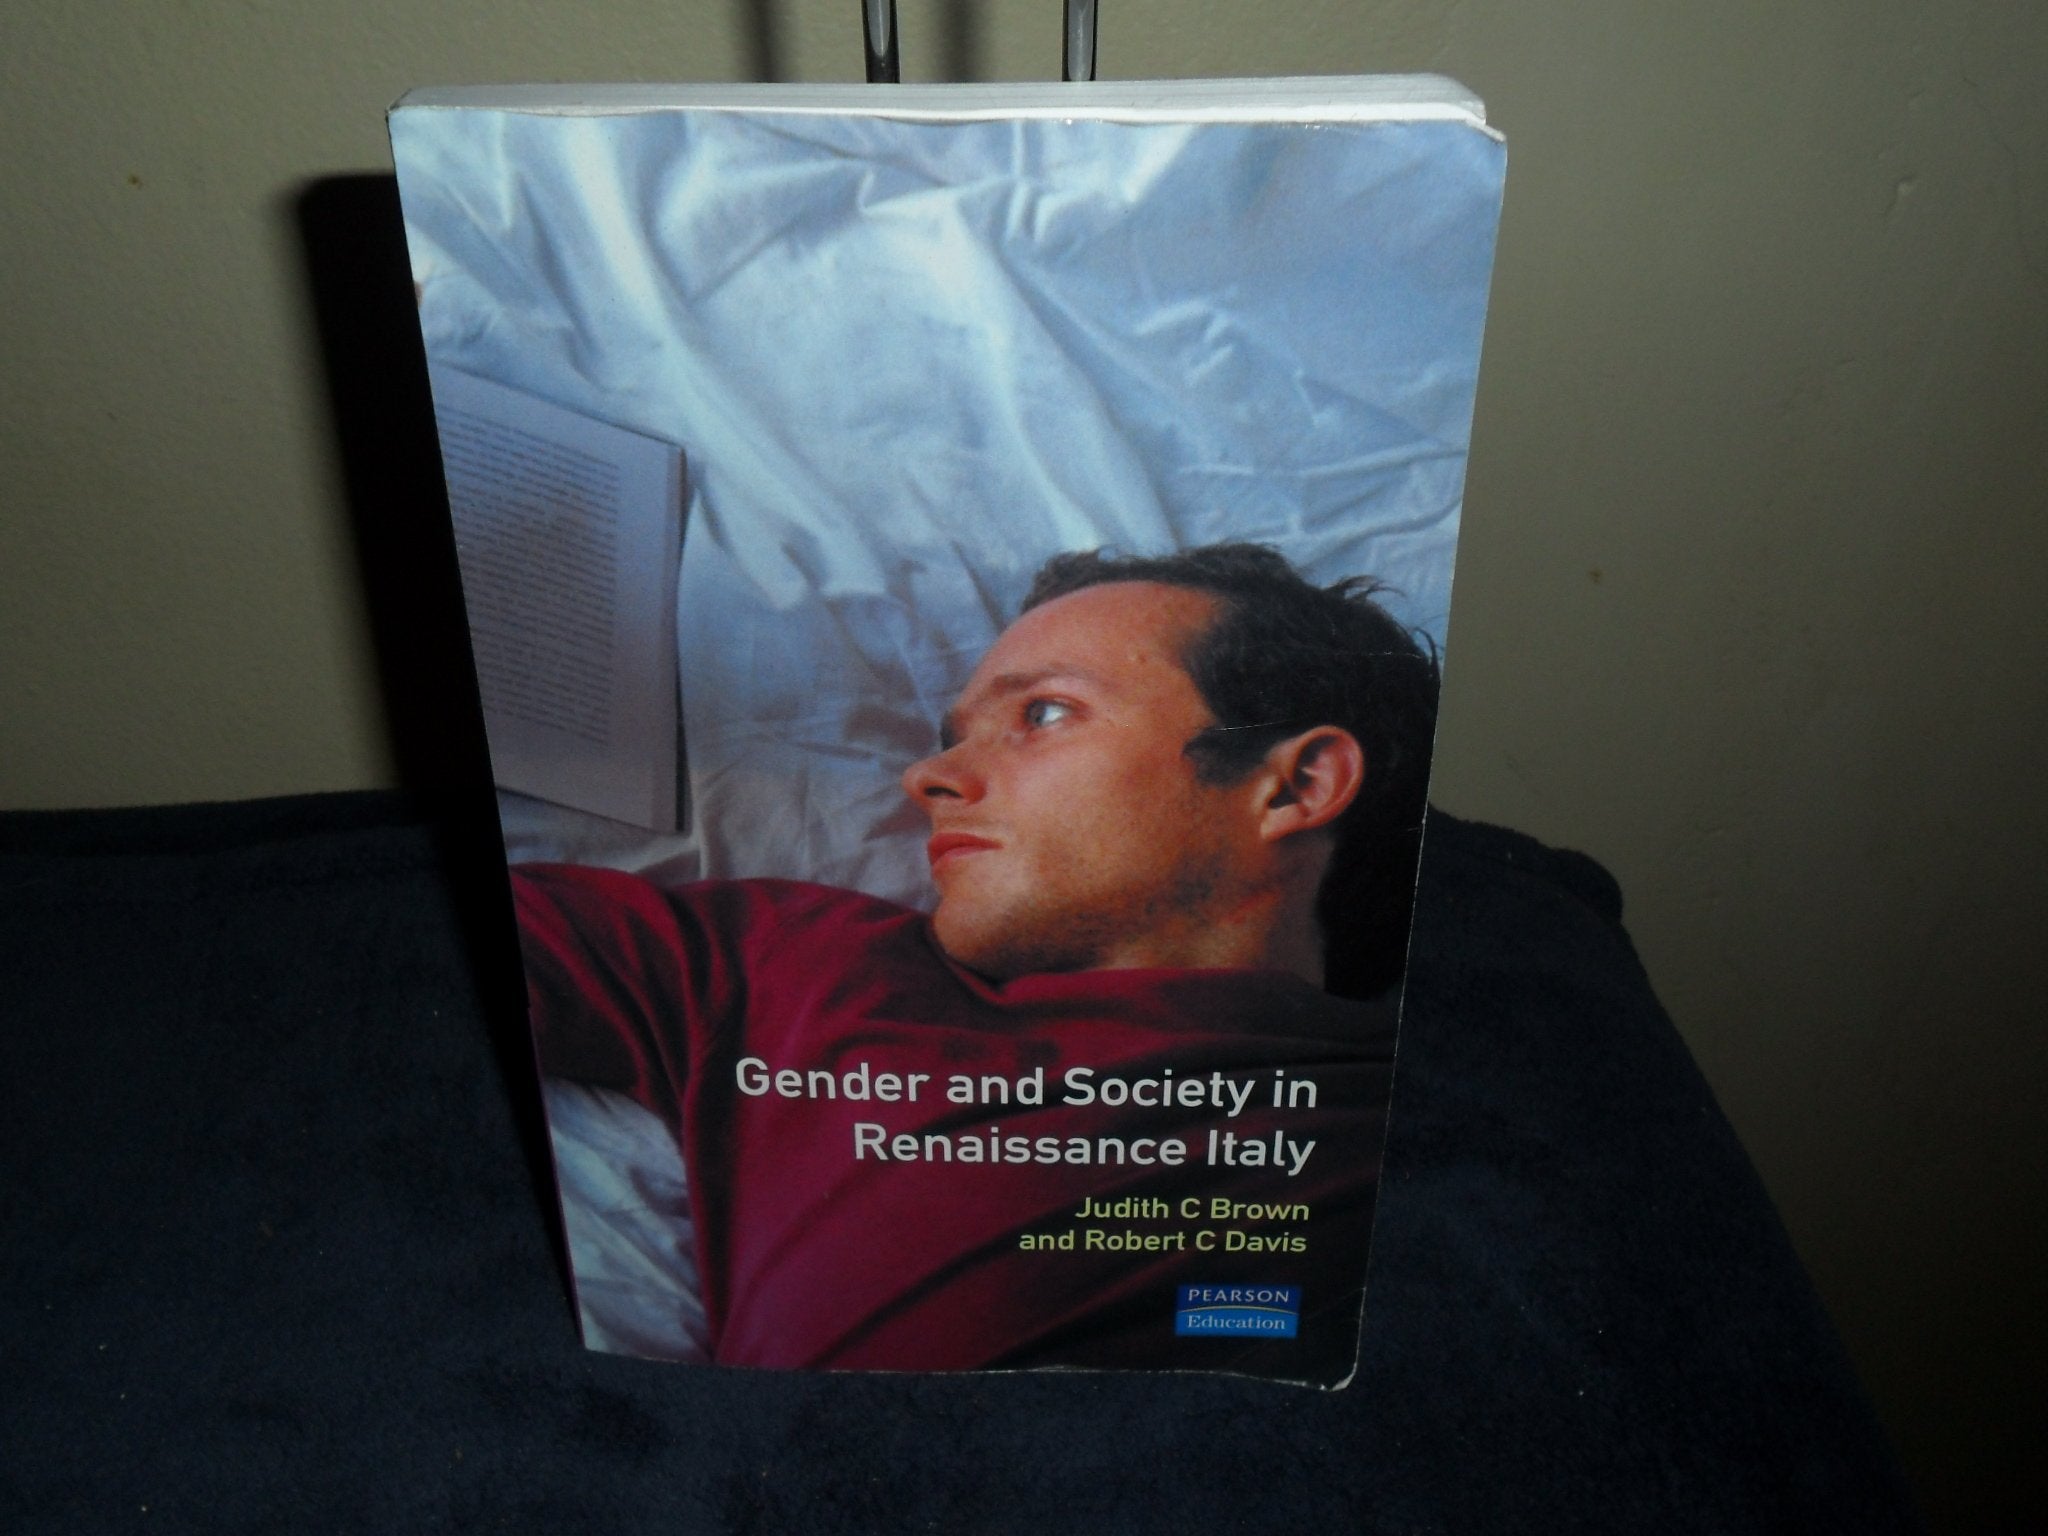 Gender and Society in
Renaissance Italy
Judith C Brown
and Robert C Davis
PEARSON
Education